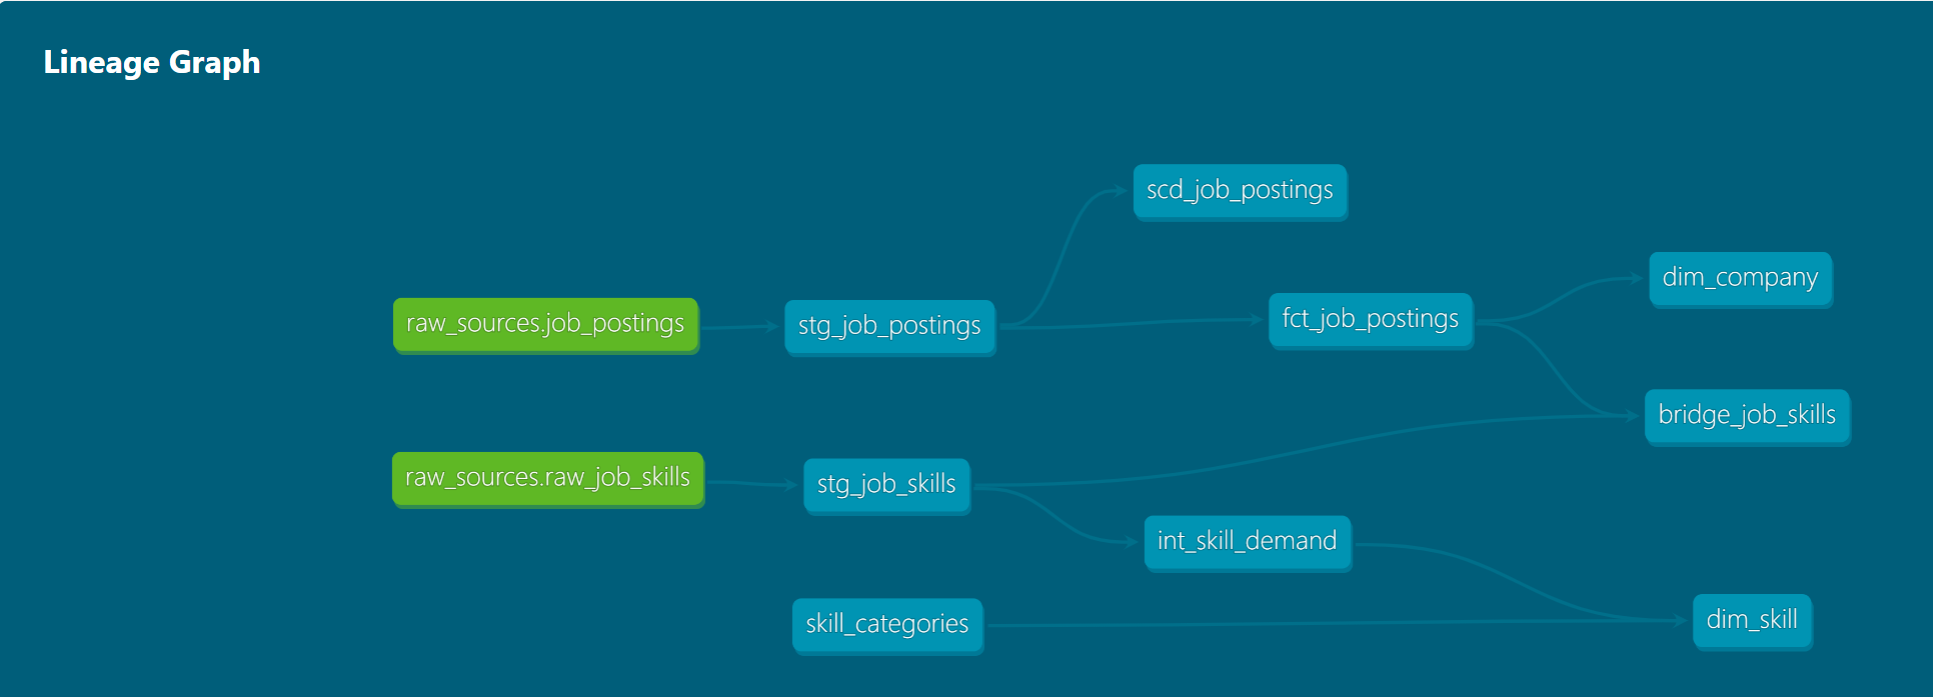 Lineage Graph
scd_job_postings
dim_company
raw_sources.job_postings
stg_job_postings
fct_job_postings
bridge_job_skills
raw_sources.raw_job_skills
stg_job_skills
int_skill_demand
skill_categories
dim_skill